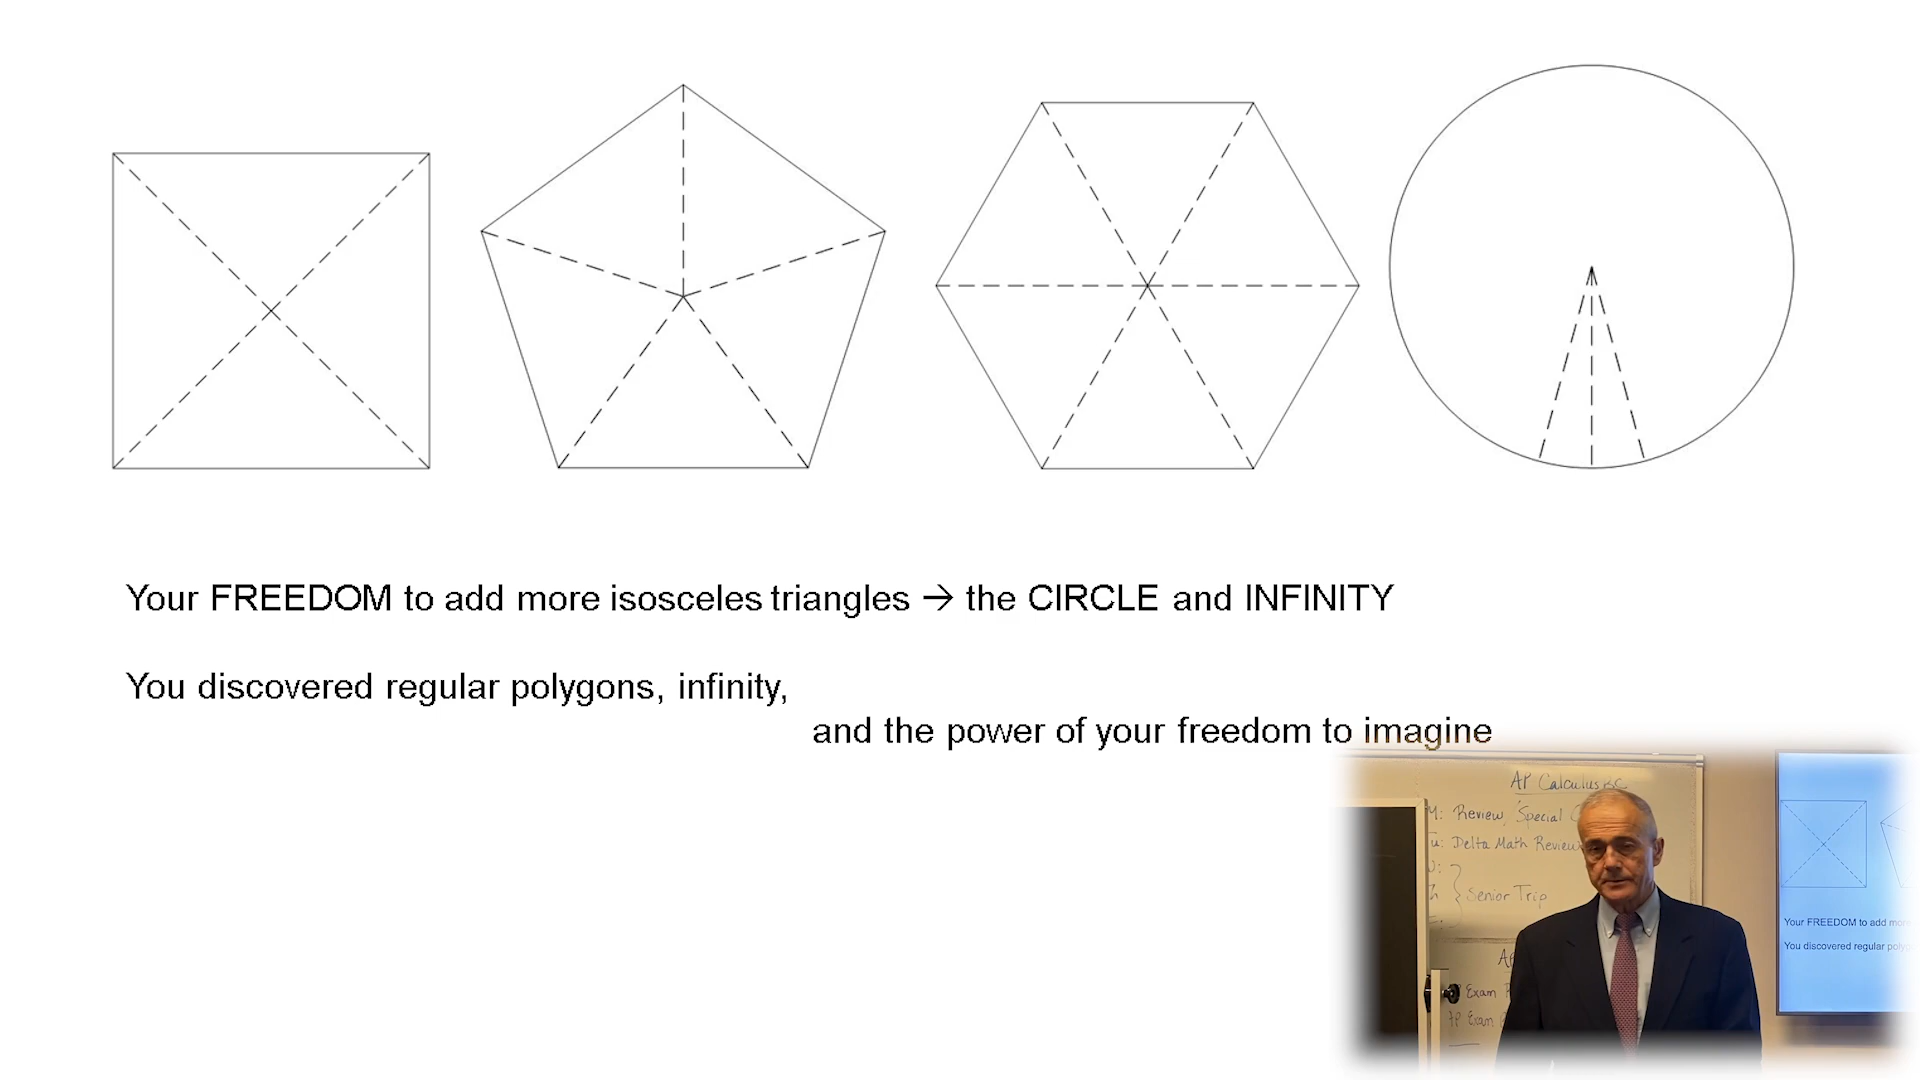 Your FREEDOM to add more isosceles triangles → the CIRCLE and INFINITY
You discovered regular polygons, infinity,
and the power of your freedom to imagine
AP Calculus BC
M: Review, Special
Tu: Delta Math Review
Senior Trip
Exam
AP Exam
Your FREEDOM to add
You discovered regular